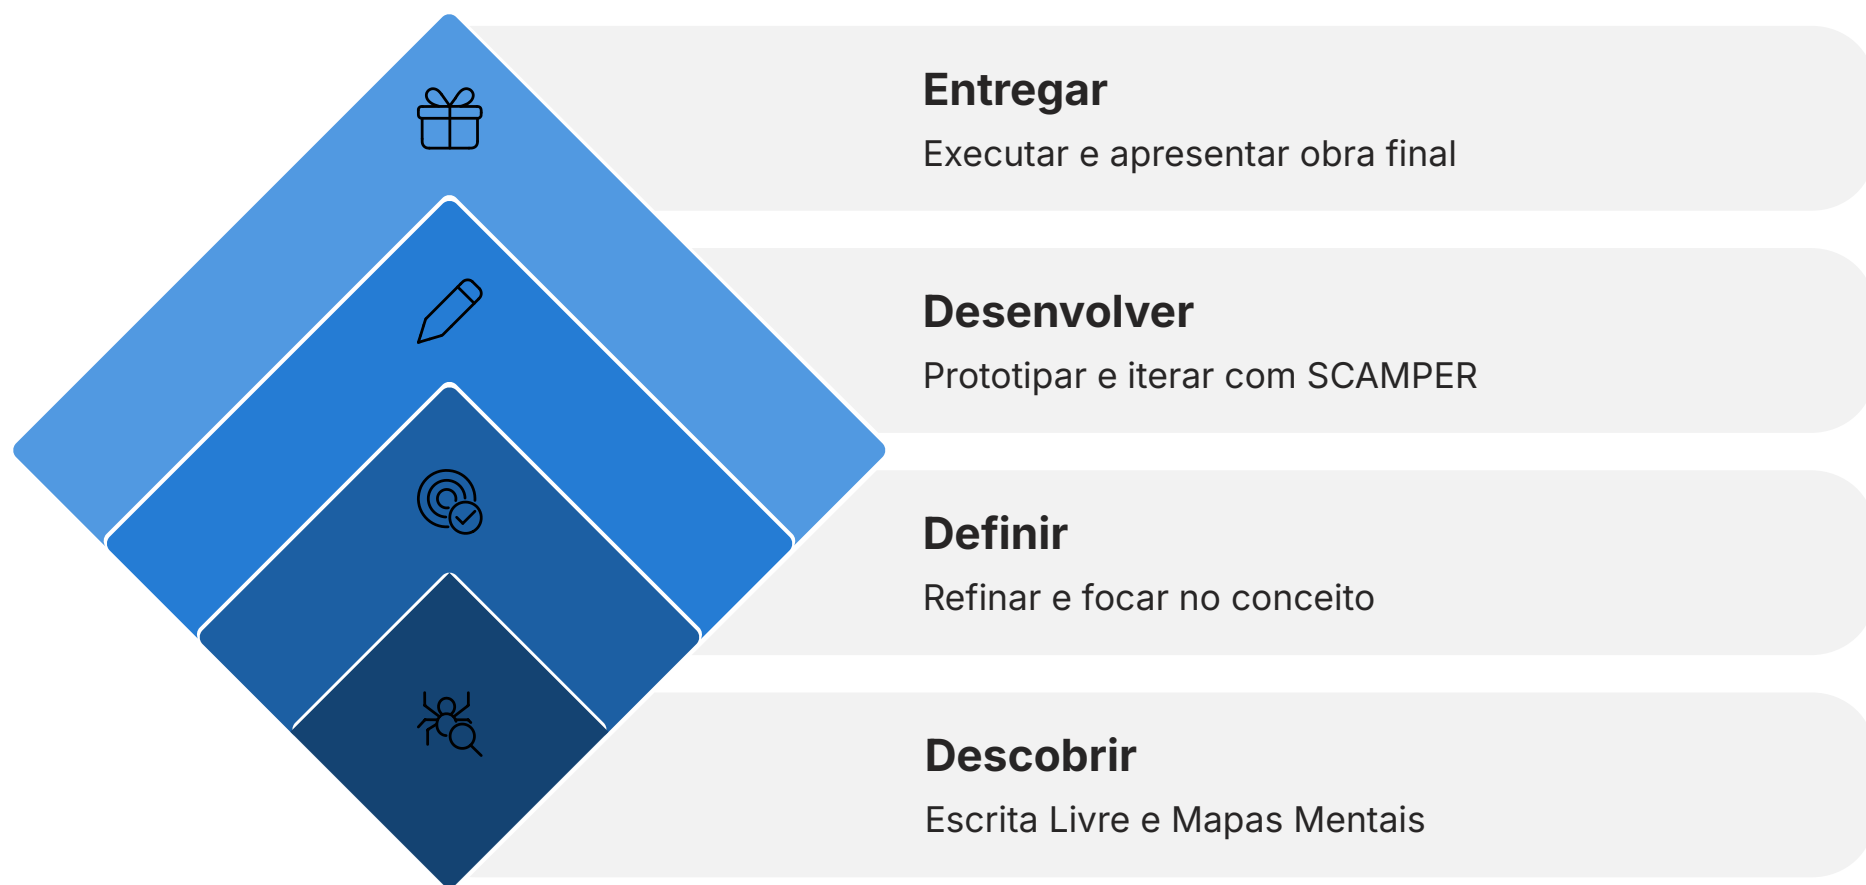 Entregar
Executar e apresentar obra final
Desenvolver
Prototipar e iterar com SCAMPER
Definir
Refinar e focar no conceito
Descobrir
Escrita Livre e Mapas Mentais